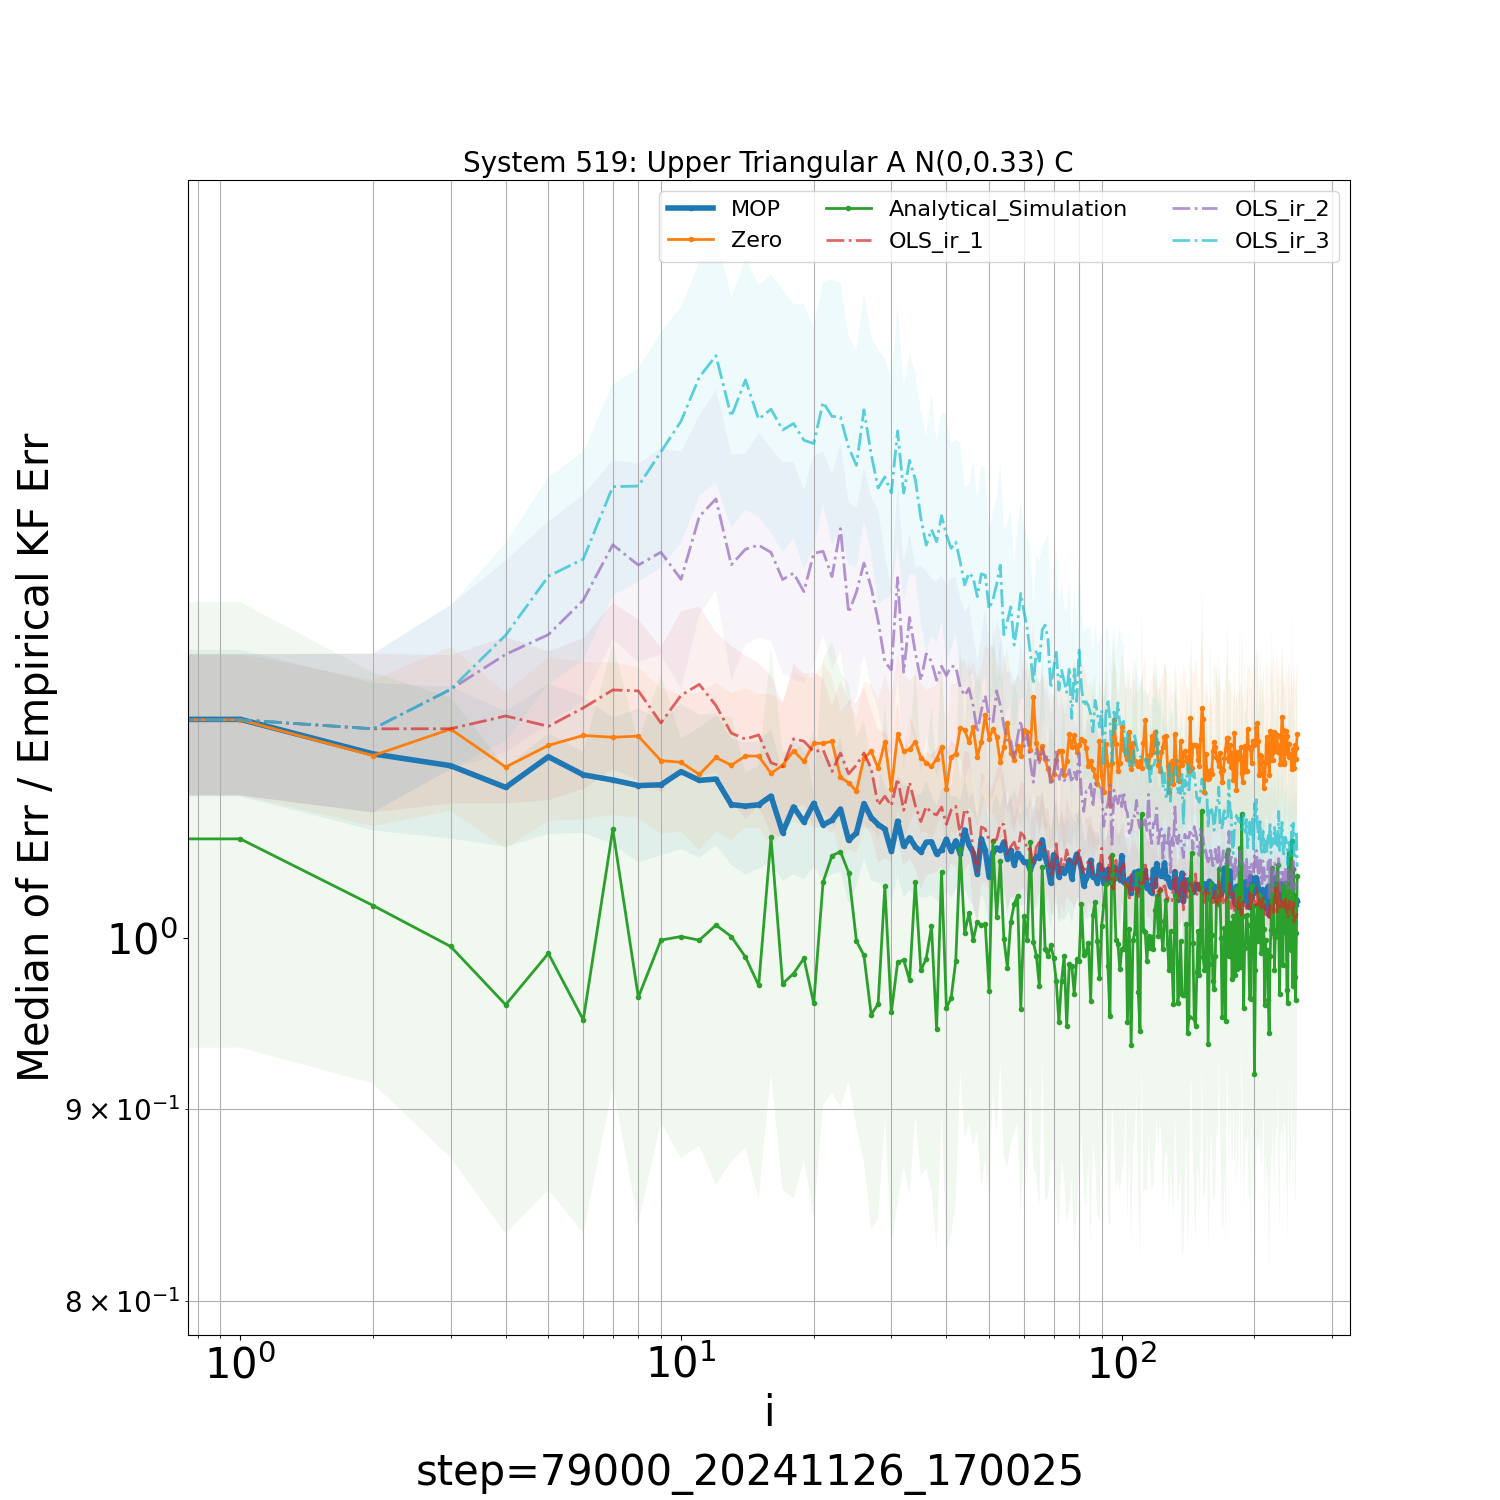 System 519: Upper Triangular A N(0,0.33) C
MOP
Zero
Analytical_Simulation
OLS_ir_1
OLS_ir_2
OLS_ir_3
Median of Err / Empirical KF Err
10⁰
9 × 10⁻¹
8 × 10⁻¹
10⁰ 10¹ 10²
i
step=79000_20241126_170025